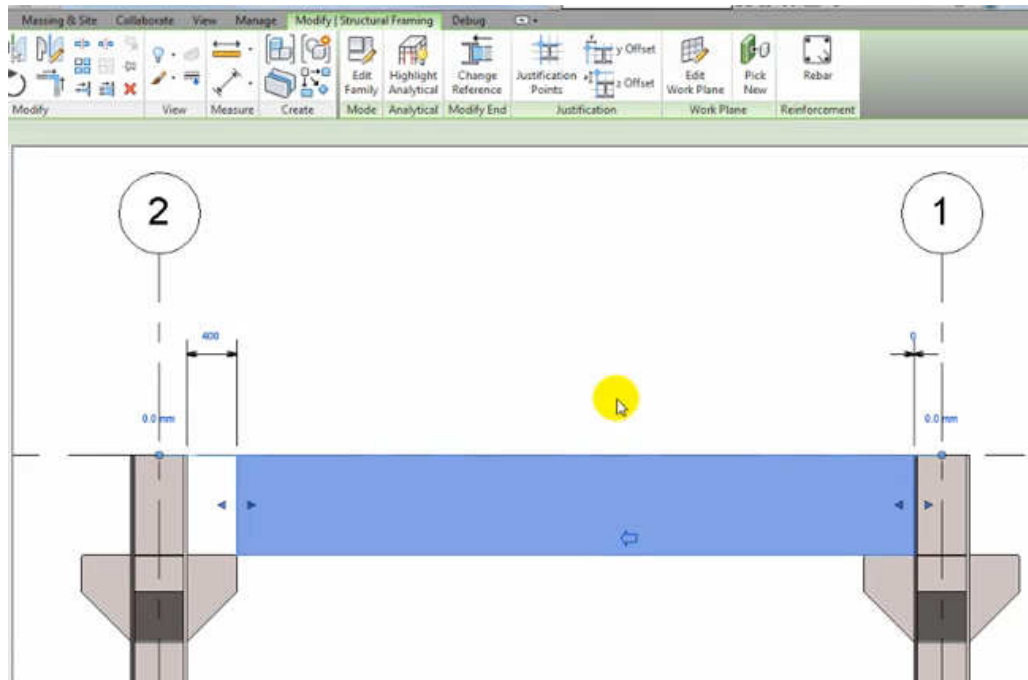 Massing & Site Collaborate View Manage Modify | Structural Framing Debug
Edit Family
Highlight Analytical
Change Reference
Justification Points
y Offset
z Offset
Edit Work Plane
Pick New
Rebar
Modify View Measure Create Mode Analytical Modify End Justification Work Plane Reinforcement
2 1
400 0
0.0 mm 0.0 mm